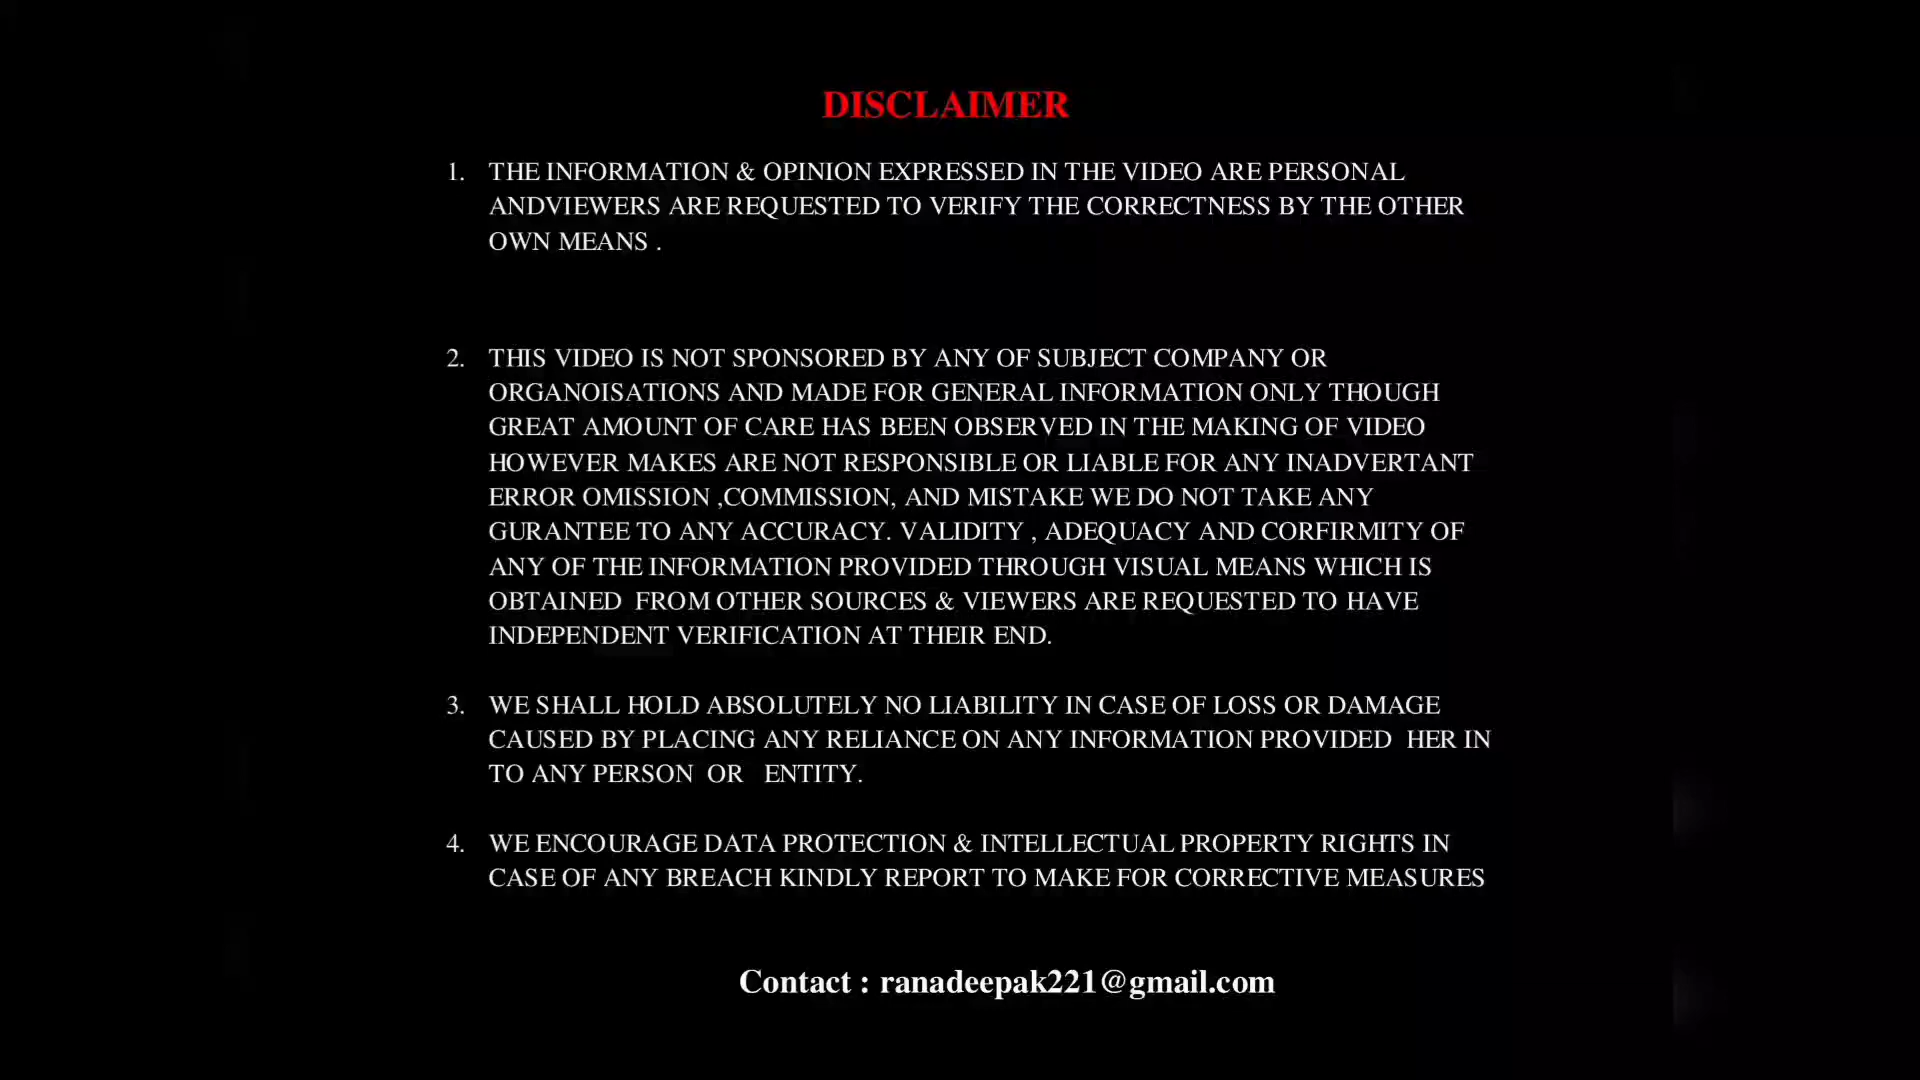 DISCLAIMER
1. THE INFORMATION & OPINION EXPRESSED IN THE VIDEO ARE PERSONAL
ANDVIEWERS ARE REQUESTED TO VERIFY THE CORRECTNESS BY THE OTHER
OWN MEANS .
2. THIS VIDEO IS NOT SPONSORED BY ANY OF SUBJECT COMPANY OR
ORGANOISATIONS AND MADE FOR GENERAL INFORMATION ONLY THOUGH
GREAT AMOUNT OF CARE HAS BEEN OBSERVED IN THE MAKING OF VIDEO
HOWEVER MAKES ARE NOT RESPONSIBLE OR LIABLE FOR ANY INADVERTANT
ERROR OMISSION ,COMMISSION, AND MISTAKE WE DO NOT TAKE ANY
GURANTEE TO ANY ACCURACY. VALIDITY , ADEQUACY AND CORFIRMITY OF
ANY OF THE INFORMATION PROVIDED THROUGH VISUAL MEANS WHICH IS
OBTAINED FROM OTHER SOURCES & VIEWERS ARE REQUESTED TO HAVE
INDEPENDENT VERIFICATION AT THEIR END.
3. WE SHALL HOLD ABSOLUTELY NO LIABILITY IN CASE OF LOSS OR DAMAGE
CAUSED BY PLACING ANY RELIANCE ON ANY INFORMATION PROVIDED HER IN
TO ANY PERSON OR ENTITY.
4. WE ENCOURAGE DATA PROTECTION & INTELLECTUAL PROPERTY RIGHTS IN
CASE OF ANY BREACH KINDLY REPORT TO MAKE FOR CORRECTIVE MEASURES
Contact : ranadeepak221@gmail.com